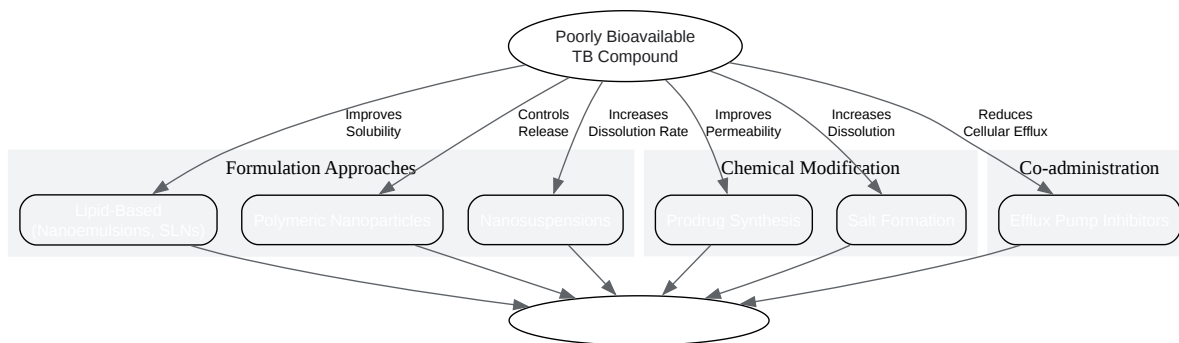 Poorly Bioavailable
TB Compound
Improves
Solubility
Controls
Release
Increases
Dissolution Rate
Improves
Permeability
Increases
Dissolution
Reduces
Cellular Efflux
Formulation Approaches
Chemical Modification
Co-administration
Lipid-Based
(Nanoemulsions, SLNs)
Polymeric Nanoparticles
Nanosuspensions
Prodrug Synthesis
Salt Formation
Efflux Pump Inhibitors